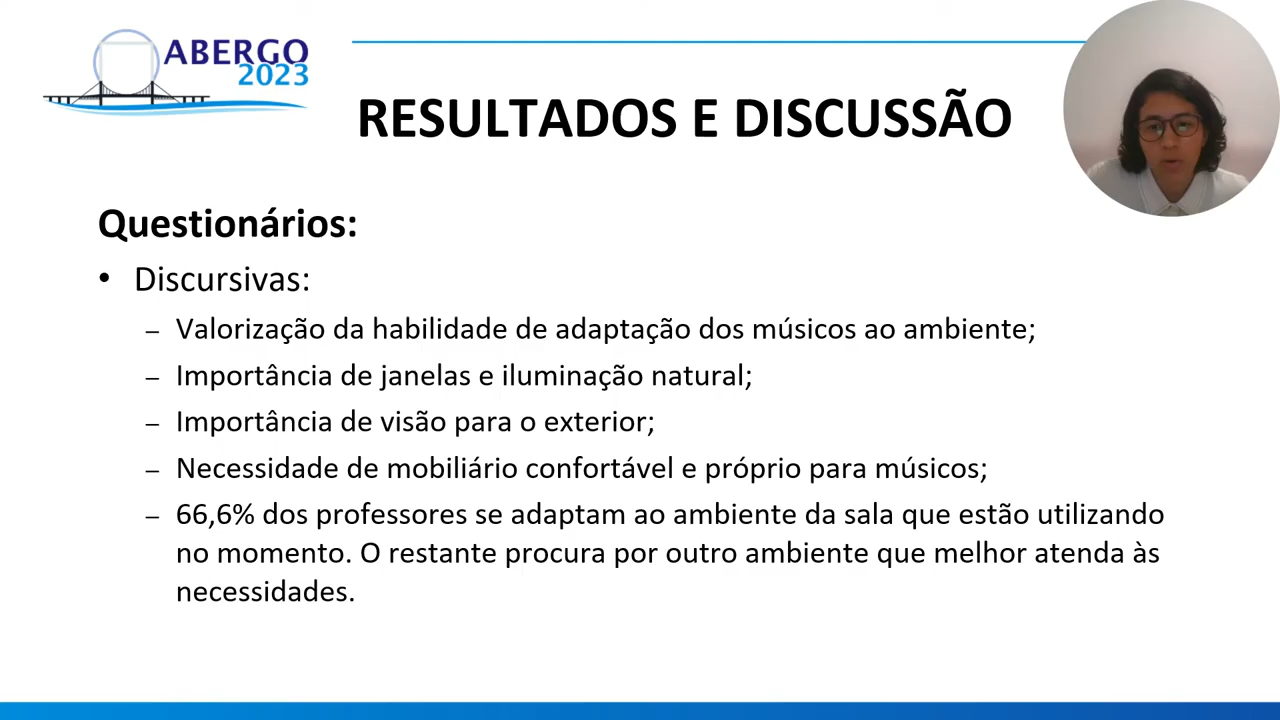 ABERGO
2023
RESULTADOS E DISCUSSÃO
Questionários:
• Discursivas:
– Valorização da habilidade de adaptação dos músicos ao ambiente;
– Importância de janelas e iluminação natural;
– Importância de visão para o exterior;
– Necessidade de mobiliário confortável e próprio para músicos;
– 66,6% dos professores se adaptam ao ambiente da sala que estão utilizando
no momento. O restante procura por outro ambiente que melhor atenda às
necessidades.